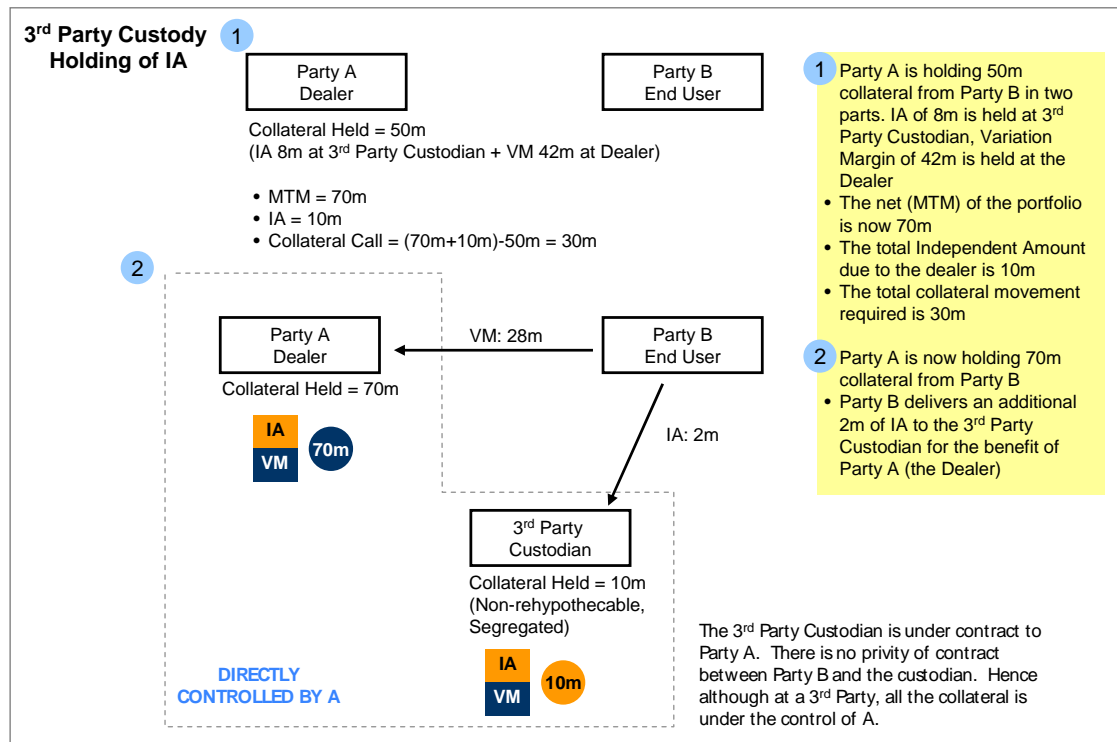 3rd Party Custody
Holding of IA
1
Party A
Dealer
Party B
End User
Collateral Held = 50m
(IA 8m at 3rd Party Custodian + VM 42m at Dealer)
• MTM = 70m
• IA = 10m
• Collateral Call = (70m+10m)-50m = 30m
2
Party A
Dealer
VM: 28m
Party B
End User
Collateral Held = 70m
IA
VM
70m
IA: 2m
3rd Party
Custodian
Collateral Held = 10m
(Non-rehypothecable,
Segregated)
IA
VM
10m
DIRECTLY
CONTROLLED BY A
1
Party A is holding 50m
collateral from Party B in two
parts. IA of 8m is held at 3rd
Party Custodian, Variation
Margin of 42m is held at the
Dealer
• The net (MTM) of the portfolio
is now 70m
• The total Independent Amount
due to the dealer is 10m
• The total collateral movement
required is 30m
2
Party A is now holding 70m
collateral from Party B
• Party B delivers an additional
2m of IA to the 3rd Party
Custodian for the benefit of
Party A (the Dealer)
The 3rd Party Custodian is under contract to
Party A. There is no privity of contract
between Party B and the custodian. Hence
although at a 3rd Party, all the collateral is
under the control of A.